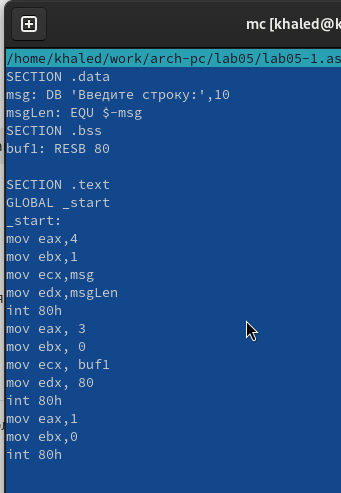 mc [khaled@k
/home/khaled/work/arch-pc/lab05/lab05-1.as
SECTION .data
msg: DB 'Введите строку:',10
msgLen: EQU $-msg
SECTION .bss
buf1: RESB 80
SECTION .text
GLOBAL _start
_start:
mov eax,4
mov ebx,1
mov ecx,msg
mov edx,msgLen
int 80h
mov eax, 3
mov ebx, 0
mov ecx, buf1
mov edx, 80
int 80h
mov eax,1
mov ebx,0
int 80h